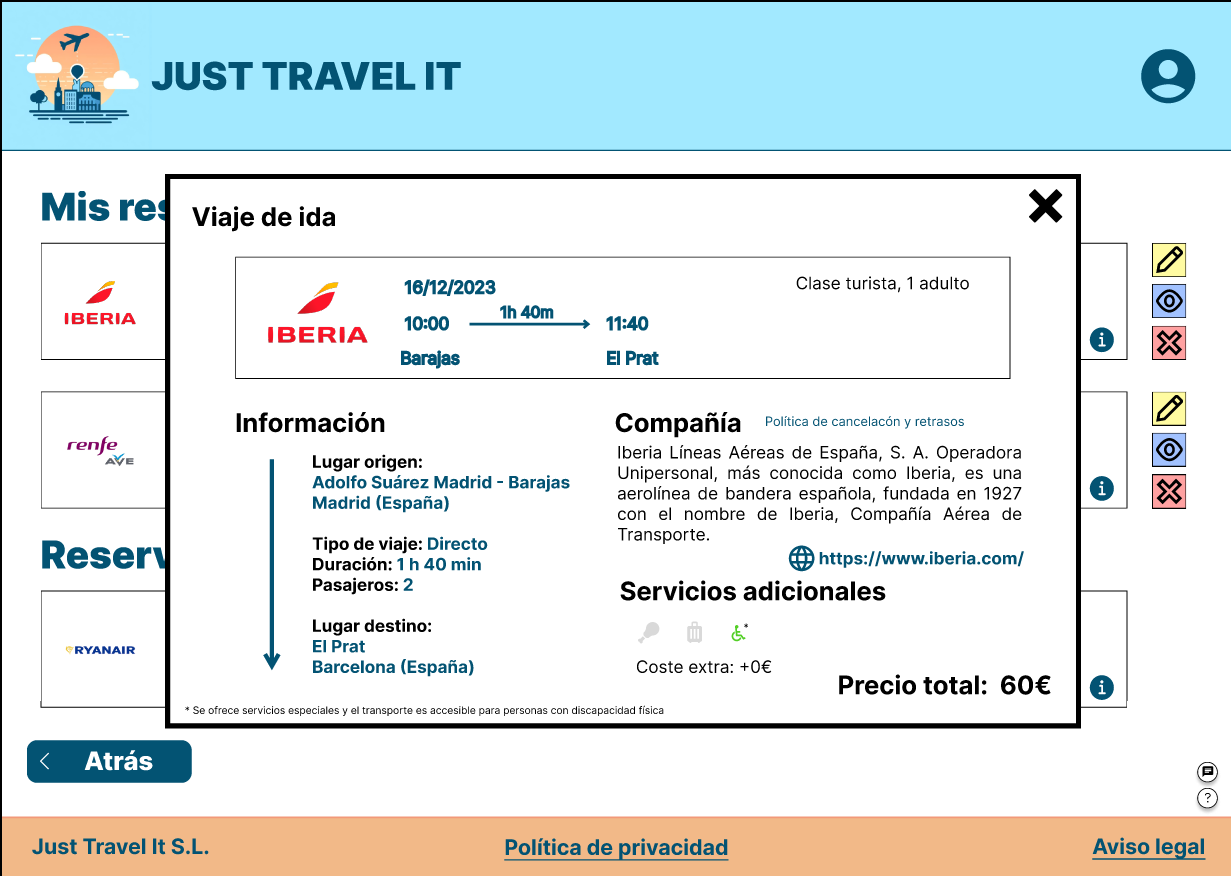 JUST TRAVEL IT
Mis res
Viaje de ida
IBERIA
IBERIA
16/12/2023
Clase turista, 1 adulto
10:00
1h 40m
11:40
Barajas
El Prat
renfe
AVE
Información
Lugar origen:
Adolfo Suárez Madrid - Barajas
Madrid (España)
Tipo de viaje: Directo
Duración: 1 h 40 min
Pasajeros: 2
Lugar destino:
El Prat
Barcelona (España)
Compañía
Política de cancelacón y retrasos
Iberia Líneas Aéreas de España, S. A. Operadora
Unipersonal, más conocida como Iberia, es una
aerolínea de bandera española, fundada en 1927
con el nombre de Iberia, Compañía Aérea de
Transporte.
https://www.iberia.com/
Servicios adicionales
*
Coste extra: +0€
Precio total: 60€
* Se ofrece servicios especiales y el transporte es accesible para personas con discapacidad física
Reserv
RYANAIR
Atrás
?
Just Travel It S.L.
Política de privacidad
Aviso legal